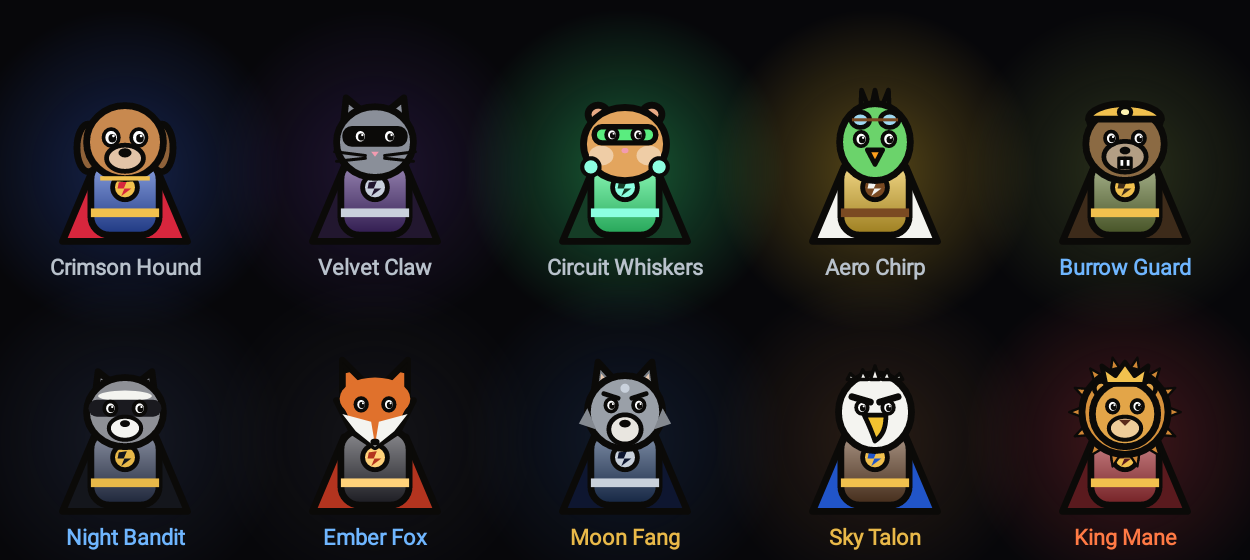 Crimson Hound
Velvet Claw
Circuit Whiskers
Aero Chirp
Burrow Guard
Night Bandit
Ember Fox
Moon Fang
Sky Talon
King Mane